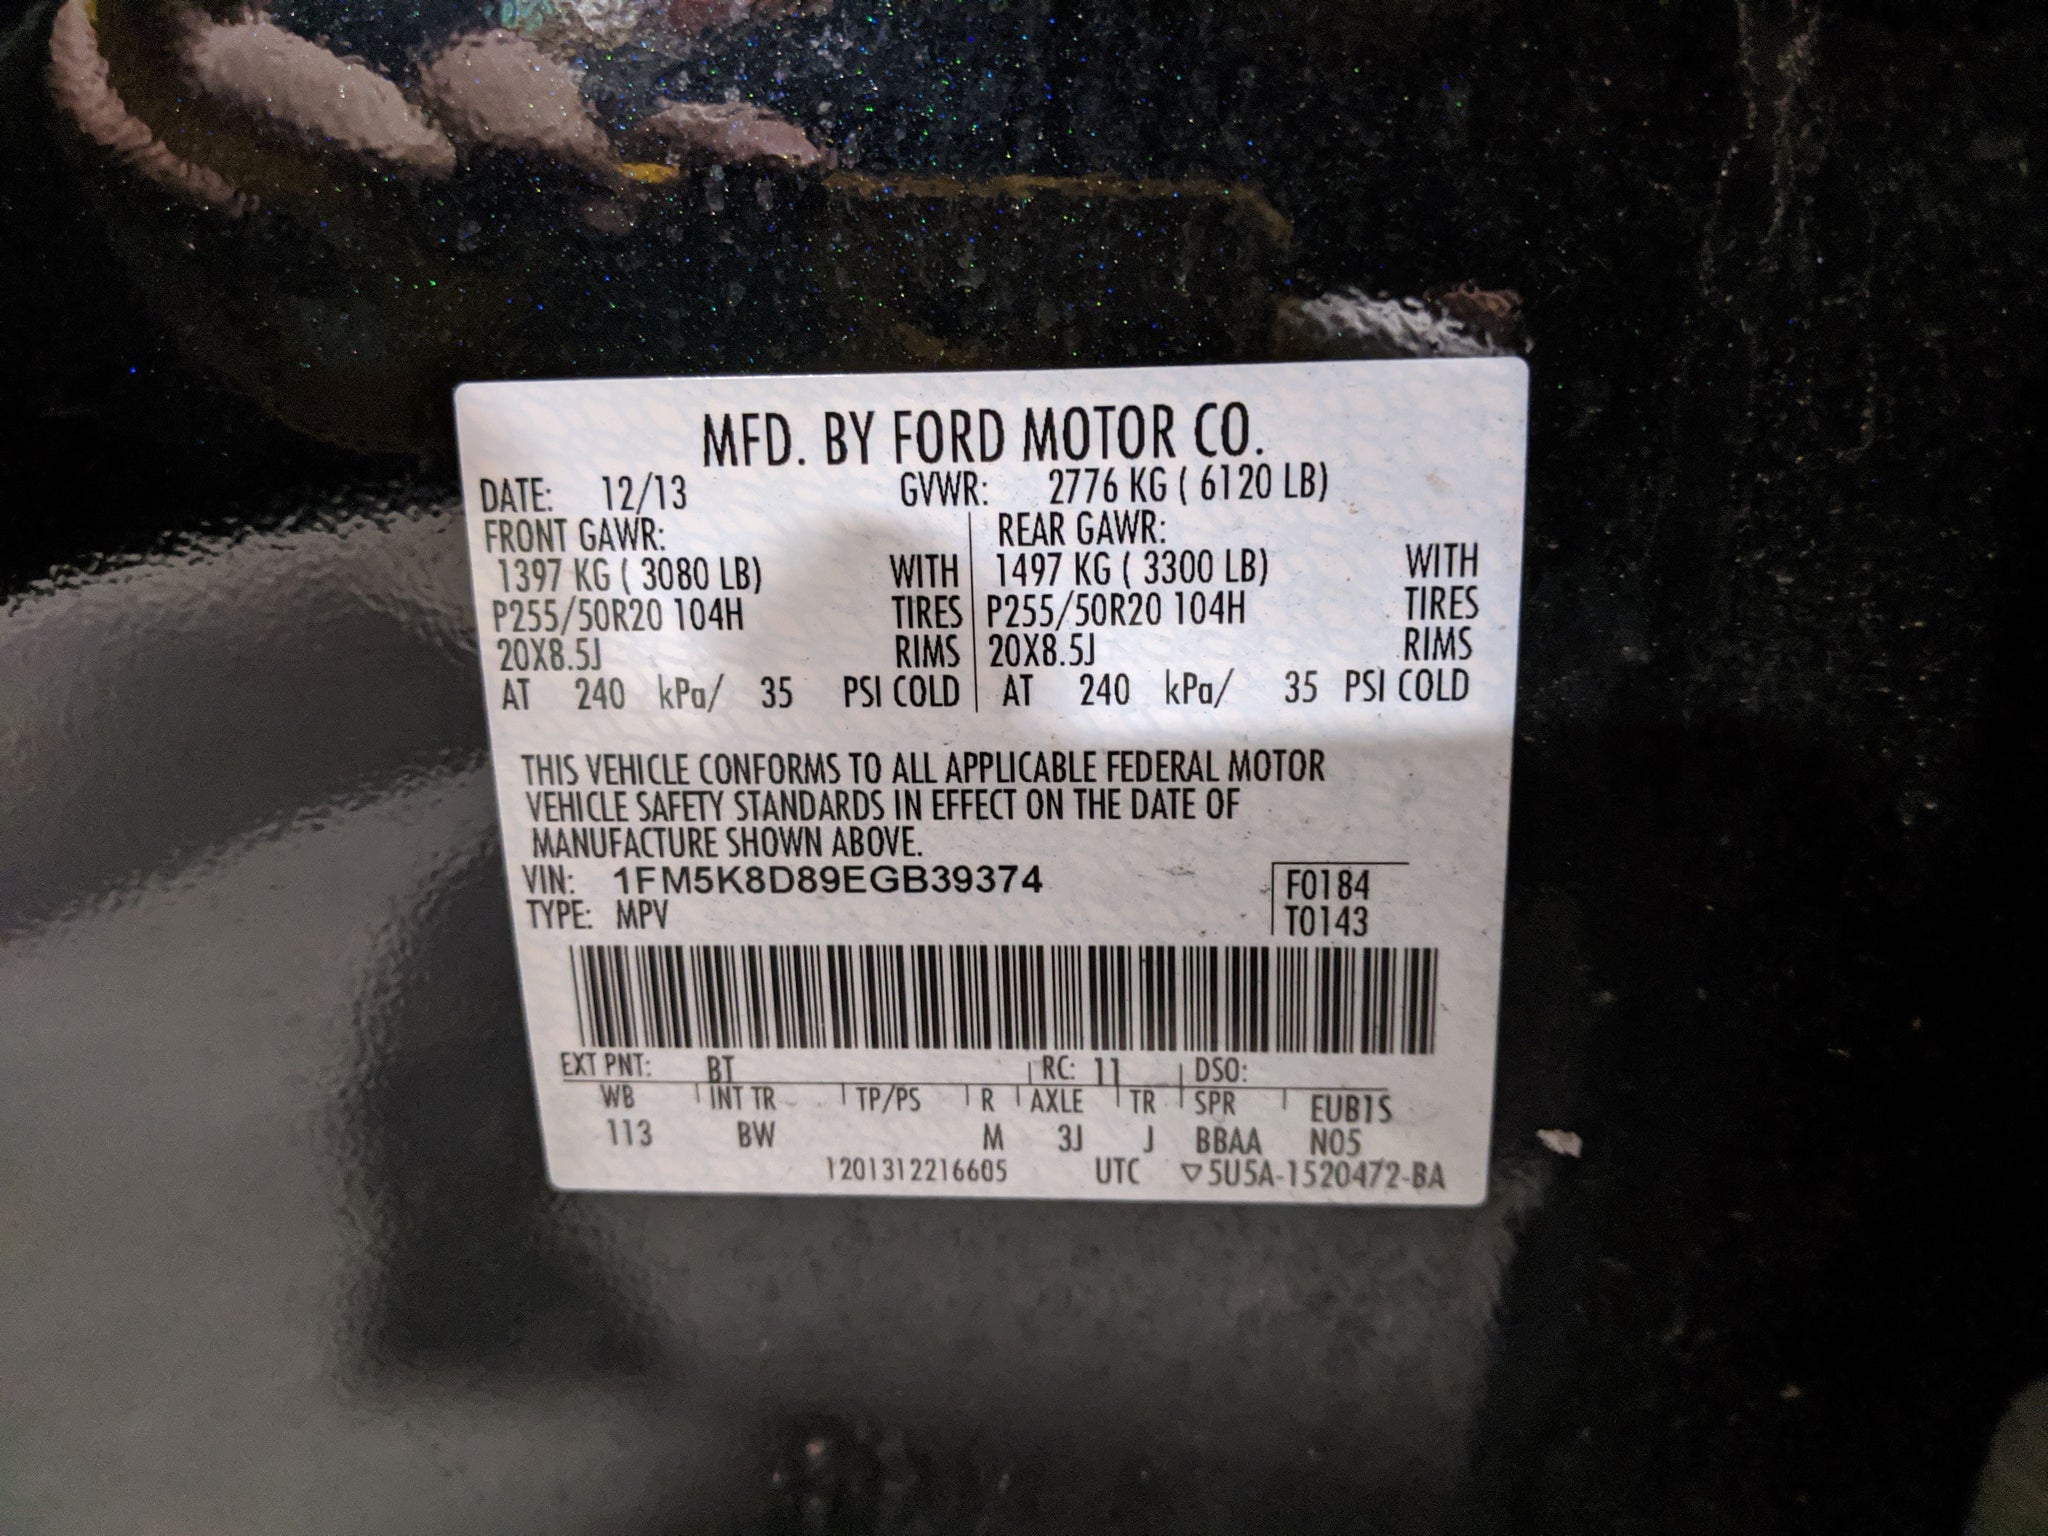 MFD. BY FORD MOTOR CO.
DATE: 12/13 GVWR: 2776 KG ( 6120 LB)
FRONT GAWR: REAR GAWR:
1397 KG ( 3080 LB) WITH 1497 KG ( 3300 LB) WITH
P255/50R20 104H TIRES P255/50R20 104H TIRES
20X8.5J RIMS 20X8.5J RIMS
AT 240 kPa/ 35 PSI COLD AT 240 kPa/ 35 PSI COLD
THIS VEHICLE CONFORMS TO ALL APPLICABLE FEDERAL MOTOR
VEHICLE SAFETY STANDARDS IN EFFECT ON THE DATE OF
MANUFACTURE SHOWN ABOVE.
VIN: 1FM5K8D89EGB39374 F0184
TYPE: MPV T0143
EXT PNT: BT RC: 11 DSO:
WB INT TR TP/PS R AXLE TR SPR EUB1S
113 BW M 3J J BBAA N05
1201312216605 UTC ▽5U5A-1520472-BA